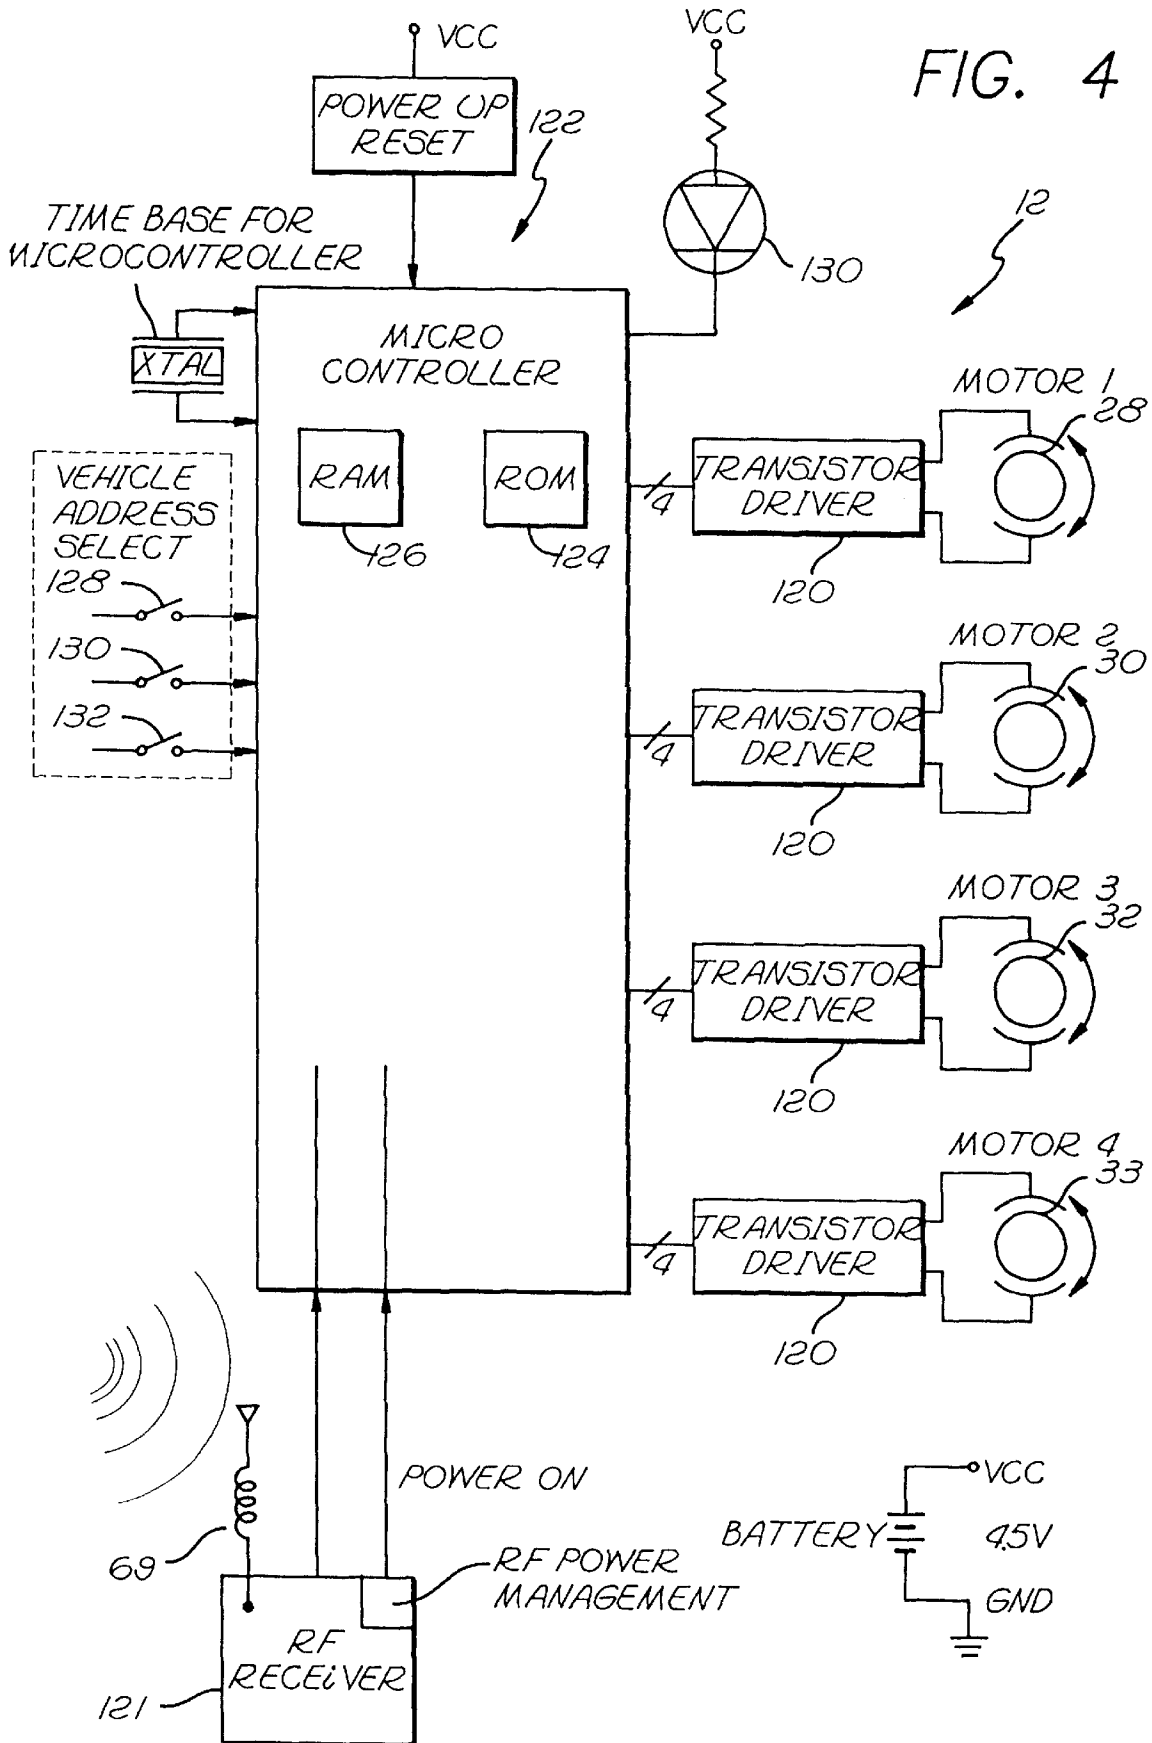 FIG. 4
VCC
VCC
POWER UP
RESET
122
12
TIME BASE FOR
MICROCONTROLLER
130
XTAL
MICRO
CONTROLLER
RAM
126
ROM
124
VEHICLE
ADDRESS
SELECT
128
130
132
MOTOR 1
28
TRANSISTOR
DRIVER
4
120
MOTOR 2
30
TRANSISTOR
DRIVER
4
120
MOTOR 3
32
TRANSISTOR
DRIVER
4
120
MOTOR 4
33
TRANSISTOR
DRIVER
4
120
POWER ON
69
RF POWER
MANAGEMENT
RF
RECEiVER
121
VCC
BATTERY
4.5V
GND